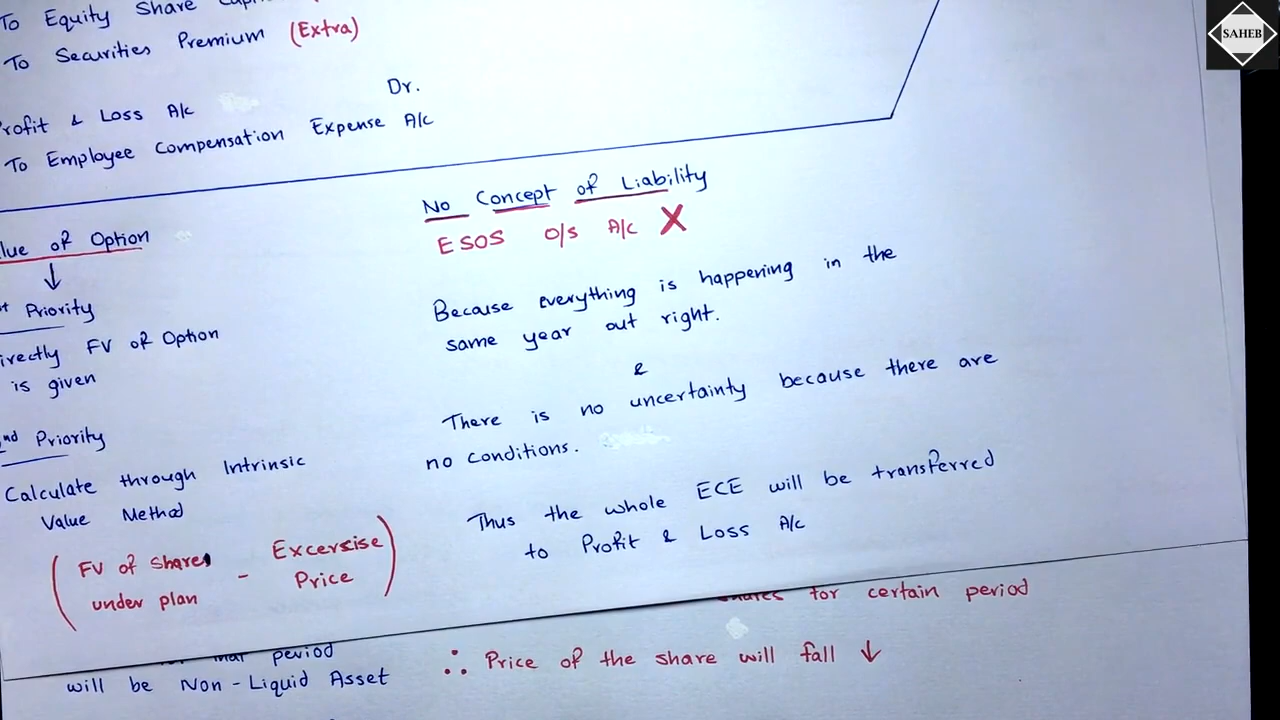 To Equity Share
To Securities Premium (Extra)
Dr.
Profit & Loss A/c
To Employee Compensation Expense A/c
No Concept of Liability
ESOS O/S A/c X
of Option
↓
Priority
FV of Option
is given
Priority
Calculate through Intrinsic
Value Method
(FV of Shares under plan - Excersise Price)
Because everything is happening in the
same year out right.
&
There is no uncertainty because there are
no conditions.
Thus the whole ECE will be transferred
to Profit & Loss A/c
for certain period
period
will be Non-Liquid Asset
∴ Price of the share will fall ↓
SAHEB